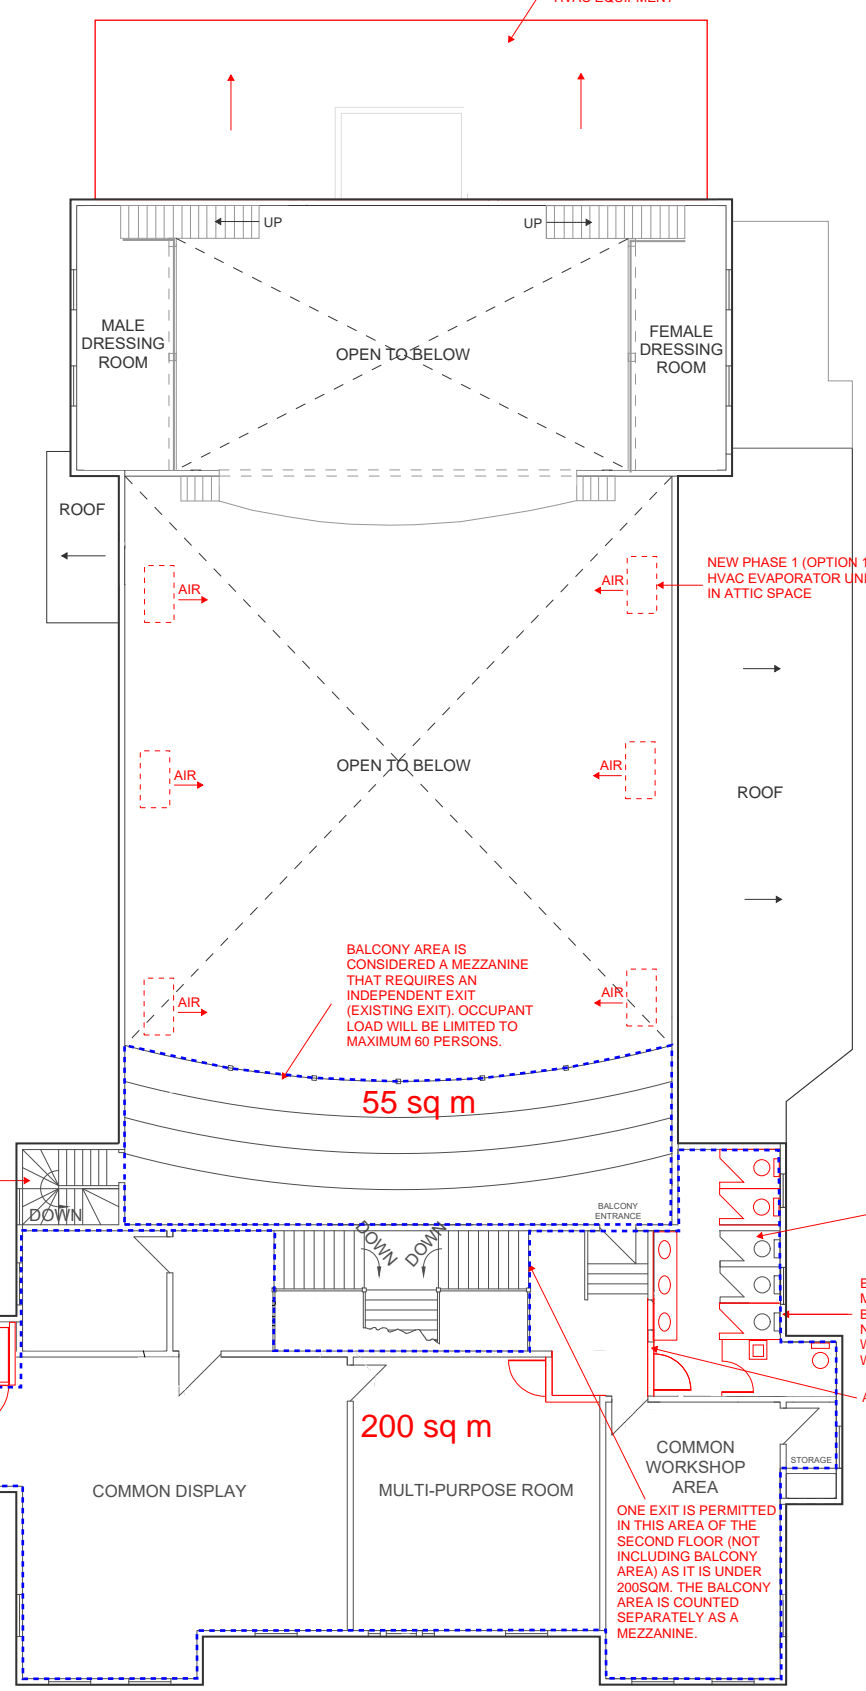 HVAC EQUIPMENT
UP
UP
MALE
DRESSING
ROOM
OPEN TO BELOW
FEMALE
DRESSING
ROOM
ROOF
AIR
AIR
NEW PHASE 1 (OPTION 1
HVAC EVAPORATOR UNI
IN ATTIC SPACE
AIR
AIR
OPEN TO BELOW
ROOF
BALCONY AREA IS
CONSIDERED A MEZZANINE
THAT REQUIRES AN
INDEPENDENT EXIT
(EXISTING EXIT). OCCUPANT
LOAD WILL BE LIMITED TO
MAXIMUM 60 PERSONS.
AIR
AIR
55 sq m
DOWN
BALCONY
ENTRANCE
DOWN
DOWN
200 sq m
COMMON DISPLAY
MULTI-PURPOSE ROOM
COMMON
WORKSHOP
AREA
STORAGE
ONE EXIT IS PERMITTED
IN THIS AREA OF THE
SECOND FLOOR (NOT
INCLUDING BALCONY
AREA) AS IT IS UNDER
200SQM. THE BALCONY
AREA IS COUNTED
SEPARATELY AS A
MEZZANINE.